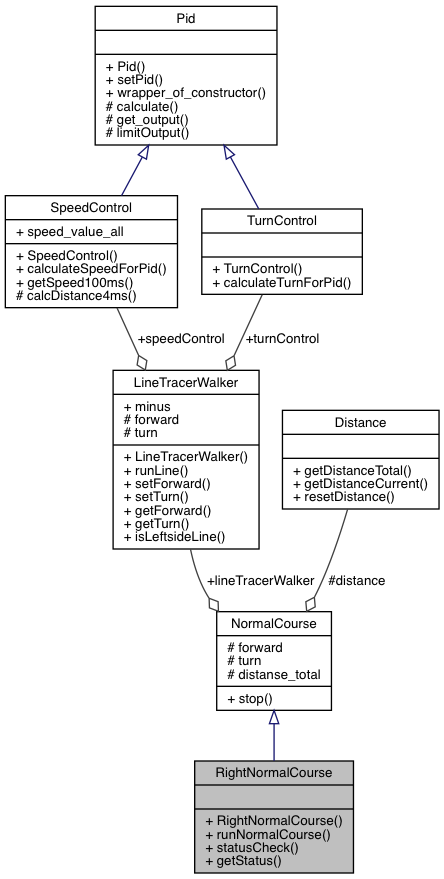 Pid
+ Pid()
+ setPid()
+ wrapper_of_constructor()
# calculate()
# get_output()
# limitOutput()
SpeedControl
+ speed_value_all
+ SpeedControl()
+ calculateSpeedForPid()
+ getSpeed100ms()
# calcDistance4ms()
TurnControl
+ TurnControl()
+ calculateTurnForPid()
+speedControl
+turnControl
LineTracerWalker
+ minus
# forward
# turn
+ LineTracerWalker()
+ runLine()
+ setForward()
+ setTurn()
+ getForward()
+ getTurn()
+ isLeftsideLine()
Distance
+ getDistanceTotal()
+ getDistanceCurrent()
+ resetDistance()
+lineTracerWalker
#distance
NormalCourse
# forward
# turn
# distanse_total
+ stop()
RightNormalCourse
+ RightNormalCourse()
+ runNormalCourse()
+ statusCheck()
+ getStatus()